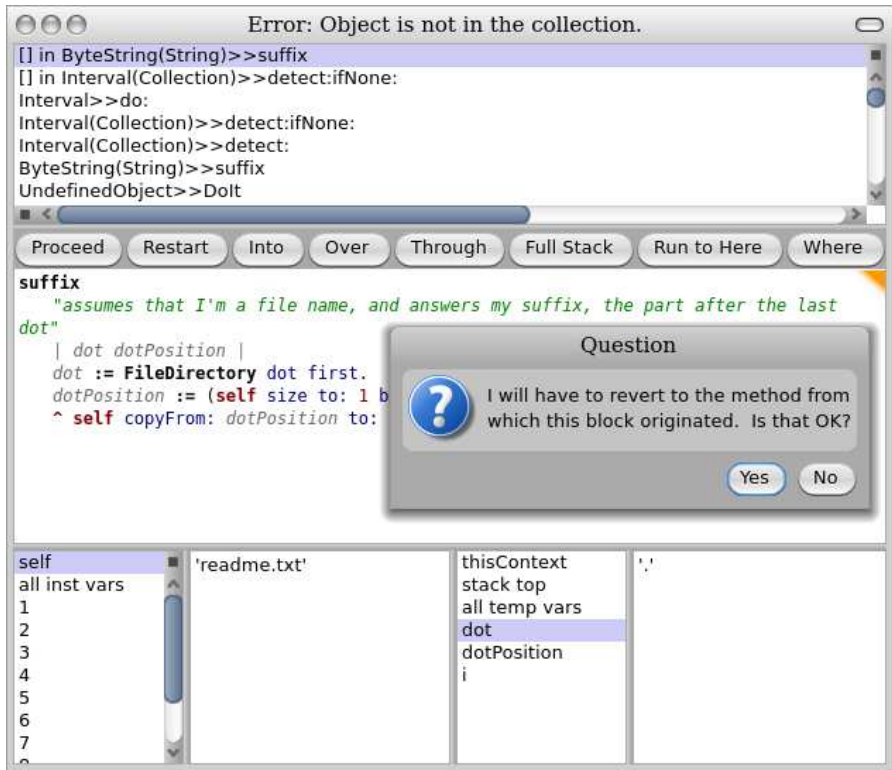 Error: Object is not in the collection.
[] in ByteString(String)>>suffix
[] in Interval(Collection)>>detect:ifNone:
Interval>>do:
Interval(Collection)>>detect:ifNone:
Interval(Collection)>>detect:
ByteString(String)>>suffix
UndefinedObject>>DoIt
Proceed Restart Into Over Through Full Stack Run to Here Where
suffix
"assumes that I'm a file name, and answers my suffix, the part after the last
dot"
| dot dotPosition |
dot := FileDirectory dot first.
dotPosition := (self size to: 1 b
^ self copyFrom: dotPosition to:
Question
I will have to revert to the method from
which this block originated. Is that OK?
Yes No
self
all inst vars
1
2
3
4
5
6
7
'readme.txt'
thisContext
stack top
all temp vars
dot
dotPosition
i
'.'